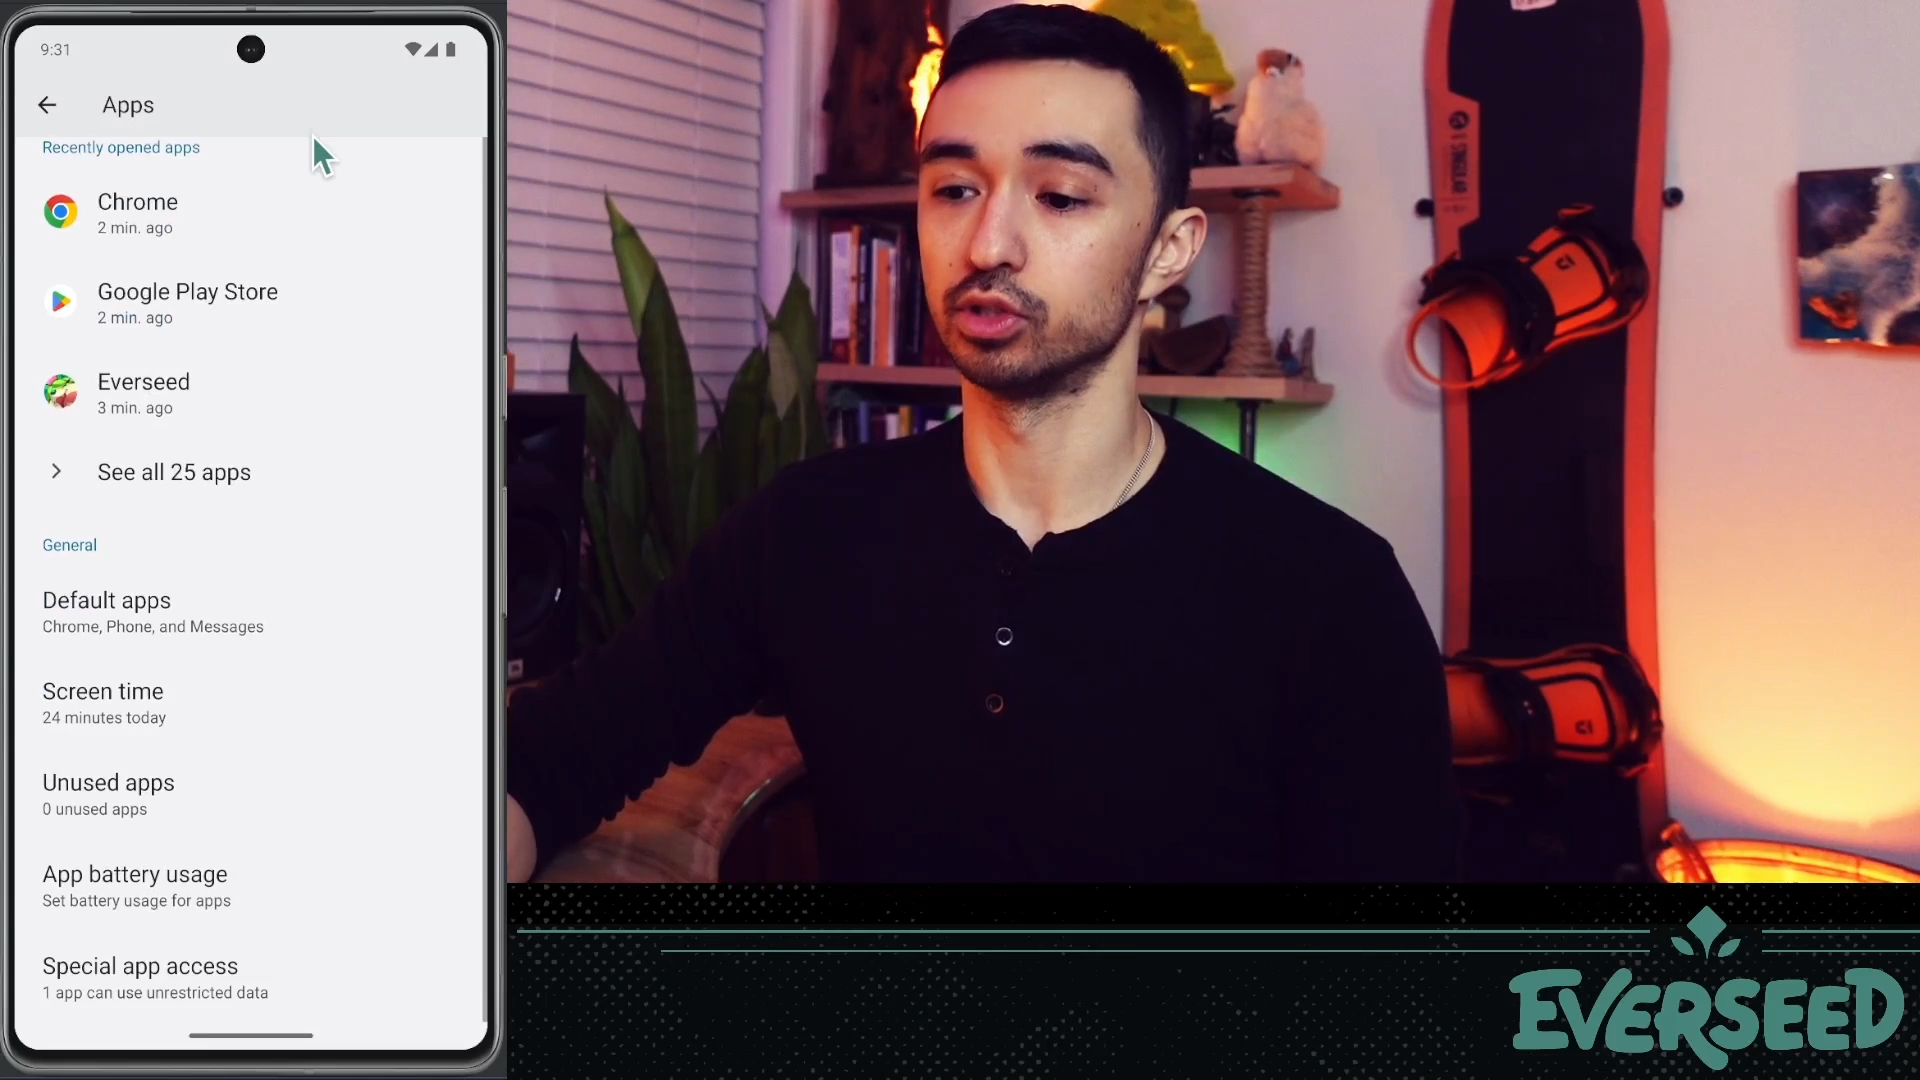 9:31
Apps
Recently opened apps
Chrome
2 min. ago
Google Play Store
2 min. ago
Everseed
3 min. ago
See all 25 apps
General
Default apps
Chrome, Phone, and Messages
Screen time
24 minutes today
Unused apps
0 unused apps
App battery usage
Set battery usage for apps
Special app access
1 app can use unrestricted data
EVERSEED